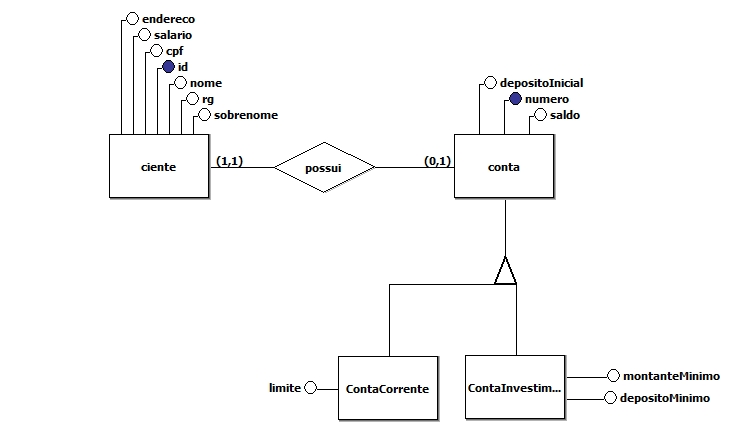 endereco
salario
cpf
id
nome
rg
sobrenome
depositoInicial
numero
saldo
ciente
(1,1)
possui
(0,1)
conta
limite
ContaCorrente
ContaInvestim...
montanteMinimo
depositoMinimo